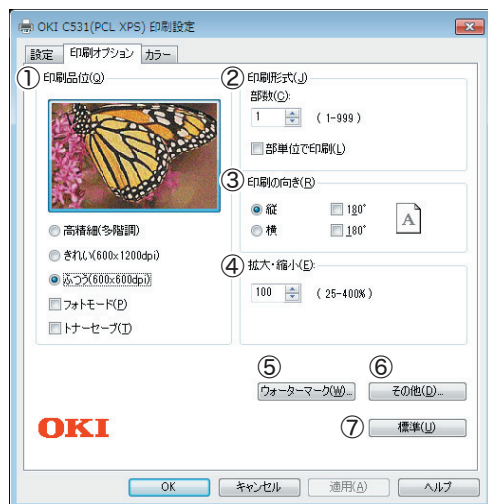 OKI C531(PCL XPS) 印刷設定
設定 印刷オプション カラー
① 印刷品位(Q)
高精細(多階調)
きれい(600x1200dpi)
ふつう(600x600dpi)
フォトモード(P)
トナーセーブ(T)
② 印刷形式(J)
部数(C):
1 (1-999)
部単位で印刷(L)
③ 印刷の向き(R)
縦 180°
横 180°
A
④ 拡大・縮小(E):
100 (25-400%)
⑤ ⑥
ウォーターマーク(W)... その他(D)...
OKI
⑦ 標準(U)
OK キャンセル 適用(A) ヘルプ